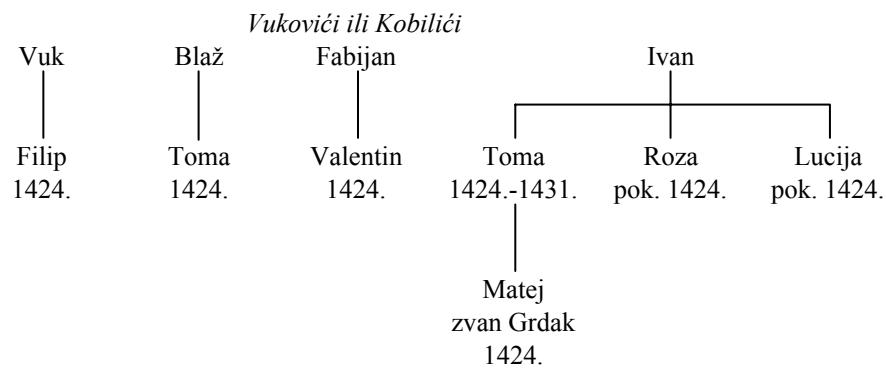 Vukovići ili Kobilići
Vuk Blaž Fabijan Ivan
Filip Toma Valentin Toma Roza Lucija
1424. 1424. 1424. 1424.-1431. pok. 1424. pok. 1424.
Matej
zvan Grdak
1424.